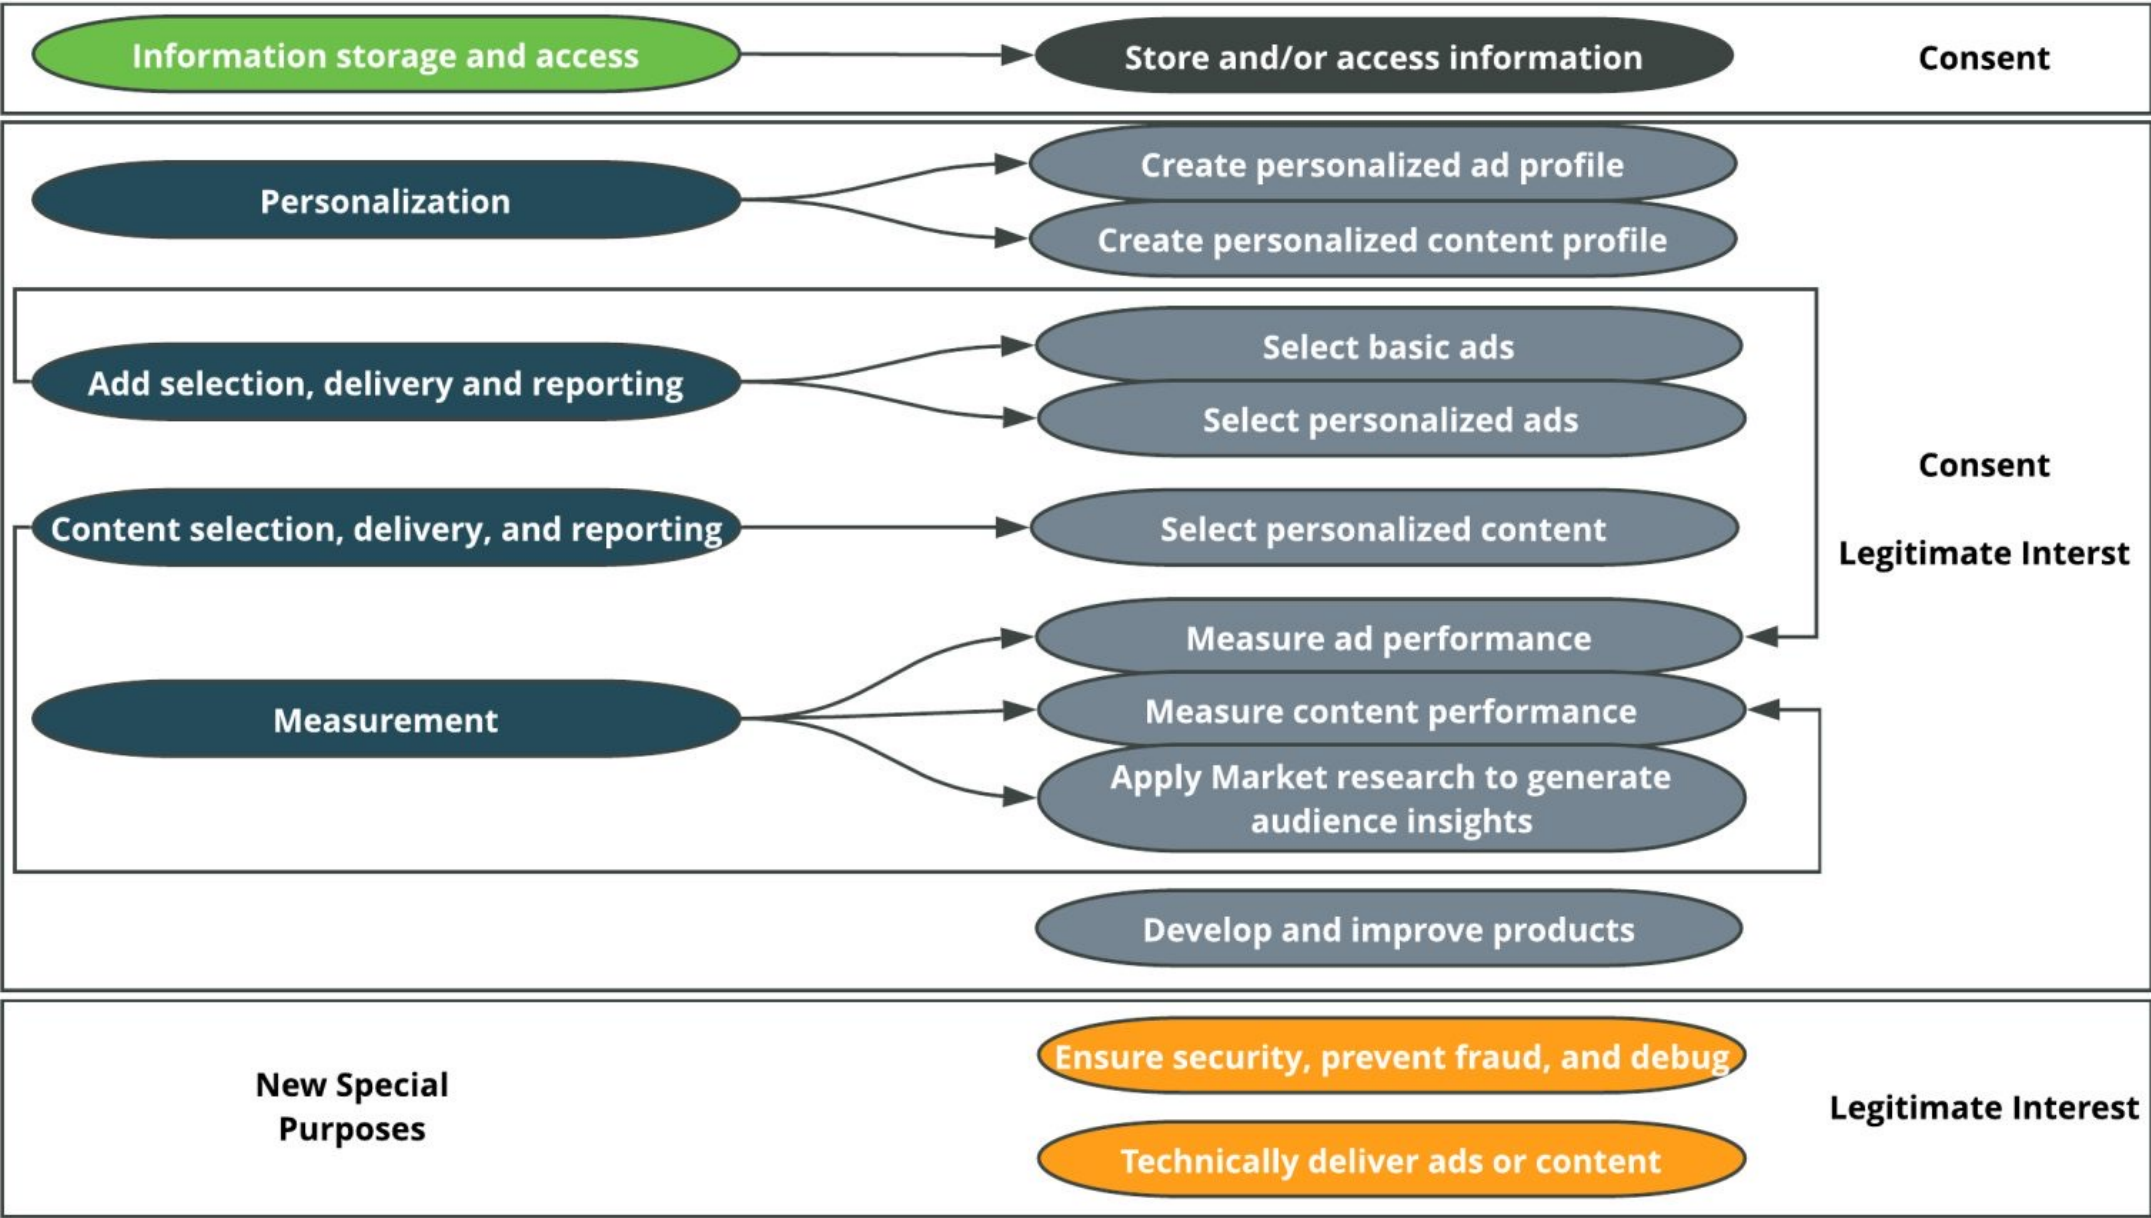 Information storage and access
Store and/or access information
Consent
Personalization
Create personalized ad profile
Create personalized content profile
Add selection, delivery and reporting
Select basic ads
Select personalized ads
Content selection, delivery, and reporting
Select personalized content
Consent
Legitimate Interst
Measurement
Measure ad performance
Measure content performance
Apply Market research to generate
audience insights
Develop and improve products
New Special
Purposes
Ensure security, prevent fraud, and debug
Technically deliver ads or content
Legitimate Interest